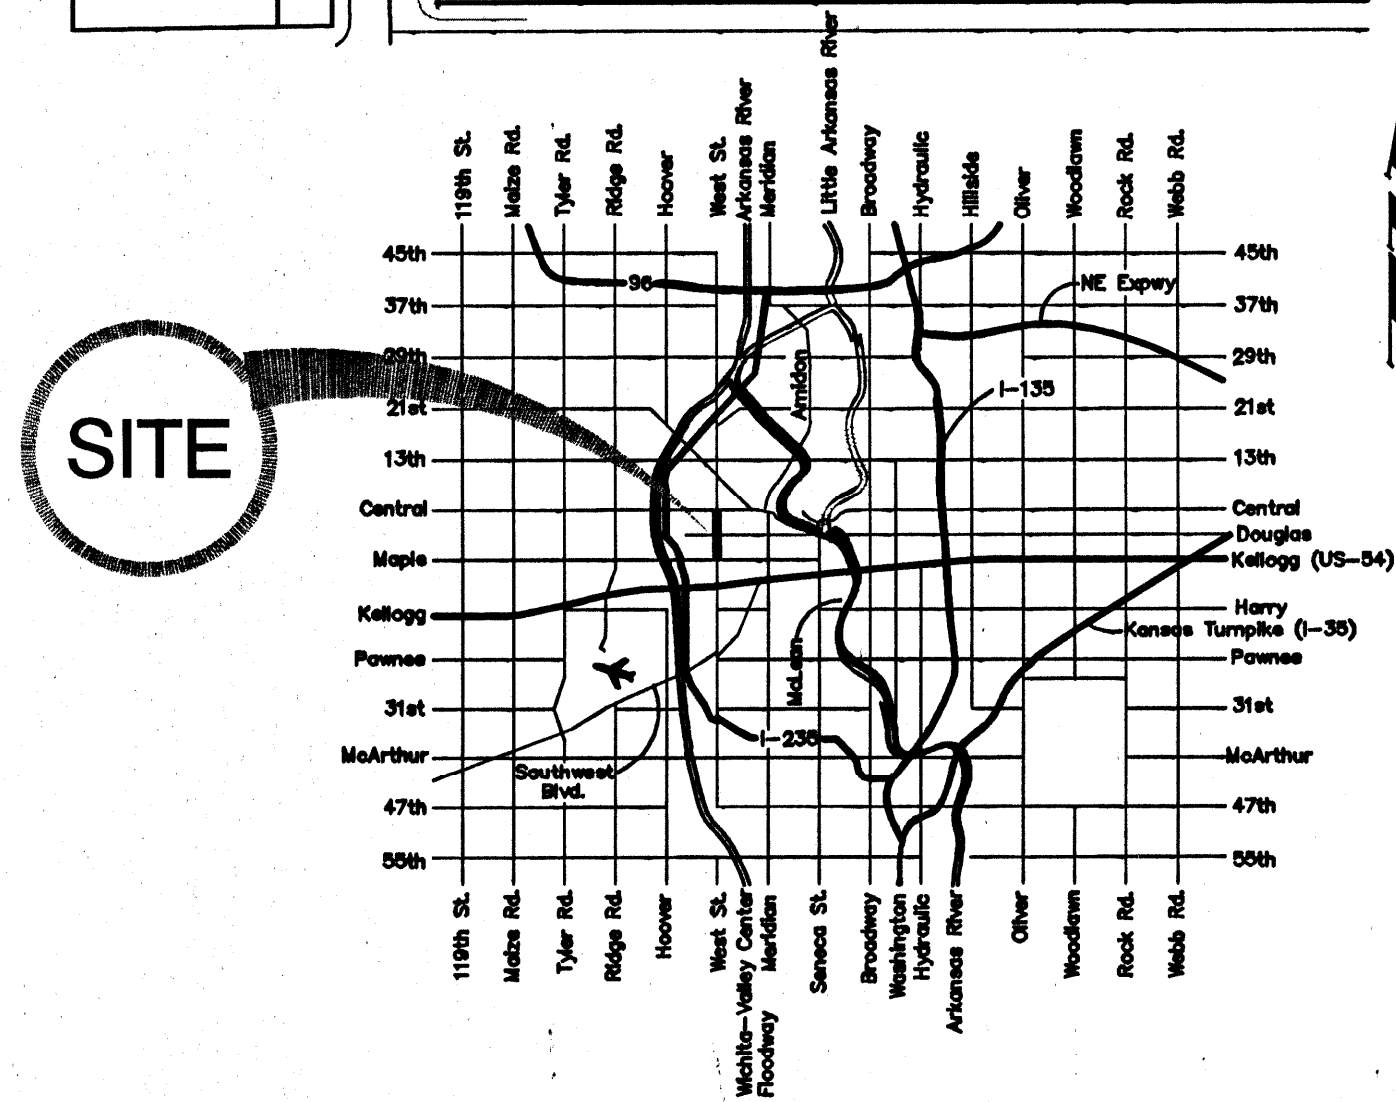 119th St.
Maize Rd.
Tyler Rd.
Ridge Rd.
Hoover
West St.
Arkansas River
Meridian
Little Arkansas River
Broadway
Hydraulic
Hillside
Oliver
Woodlawn
Rock Rd.
Webb Rd.
45th
45th
96
NE Expwy
37th
37th
29th
29th
Amidon
I-135
21st
21st
SITE
13th
13th
Central
Central
Douglas
Maple
Kellogg (US-54)
Kellogg
Harry
Kansas Turnpike (I-35)
Pawnee
Pawnee
McLean
31st
31st
I-235
McArthur
McArthur
Southwest
Blvd.
47th
47th
55th
55th
119th St.
Maize Rd.
Tyler Rd.
Ridge Rd.
Hoover
West St.
Wichita-Valley Center
Floodway
Meridian
Seneca St.
Broadway
Washington
Hydraulic
Arkansas River
Oliver
Woodlawn
Rock Rd.
Webb Rd.